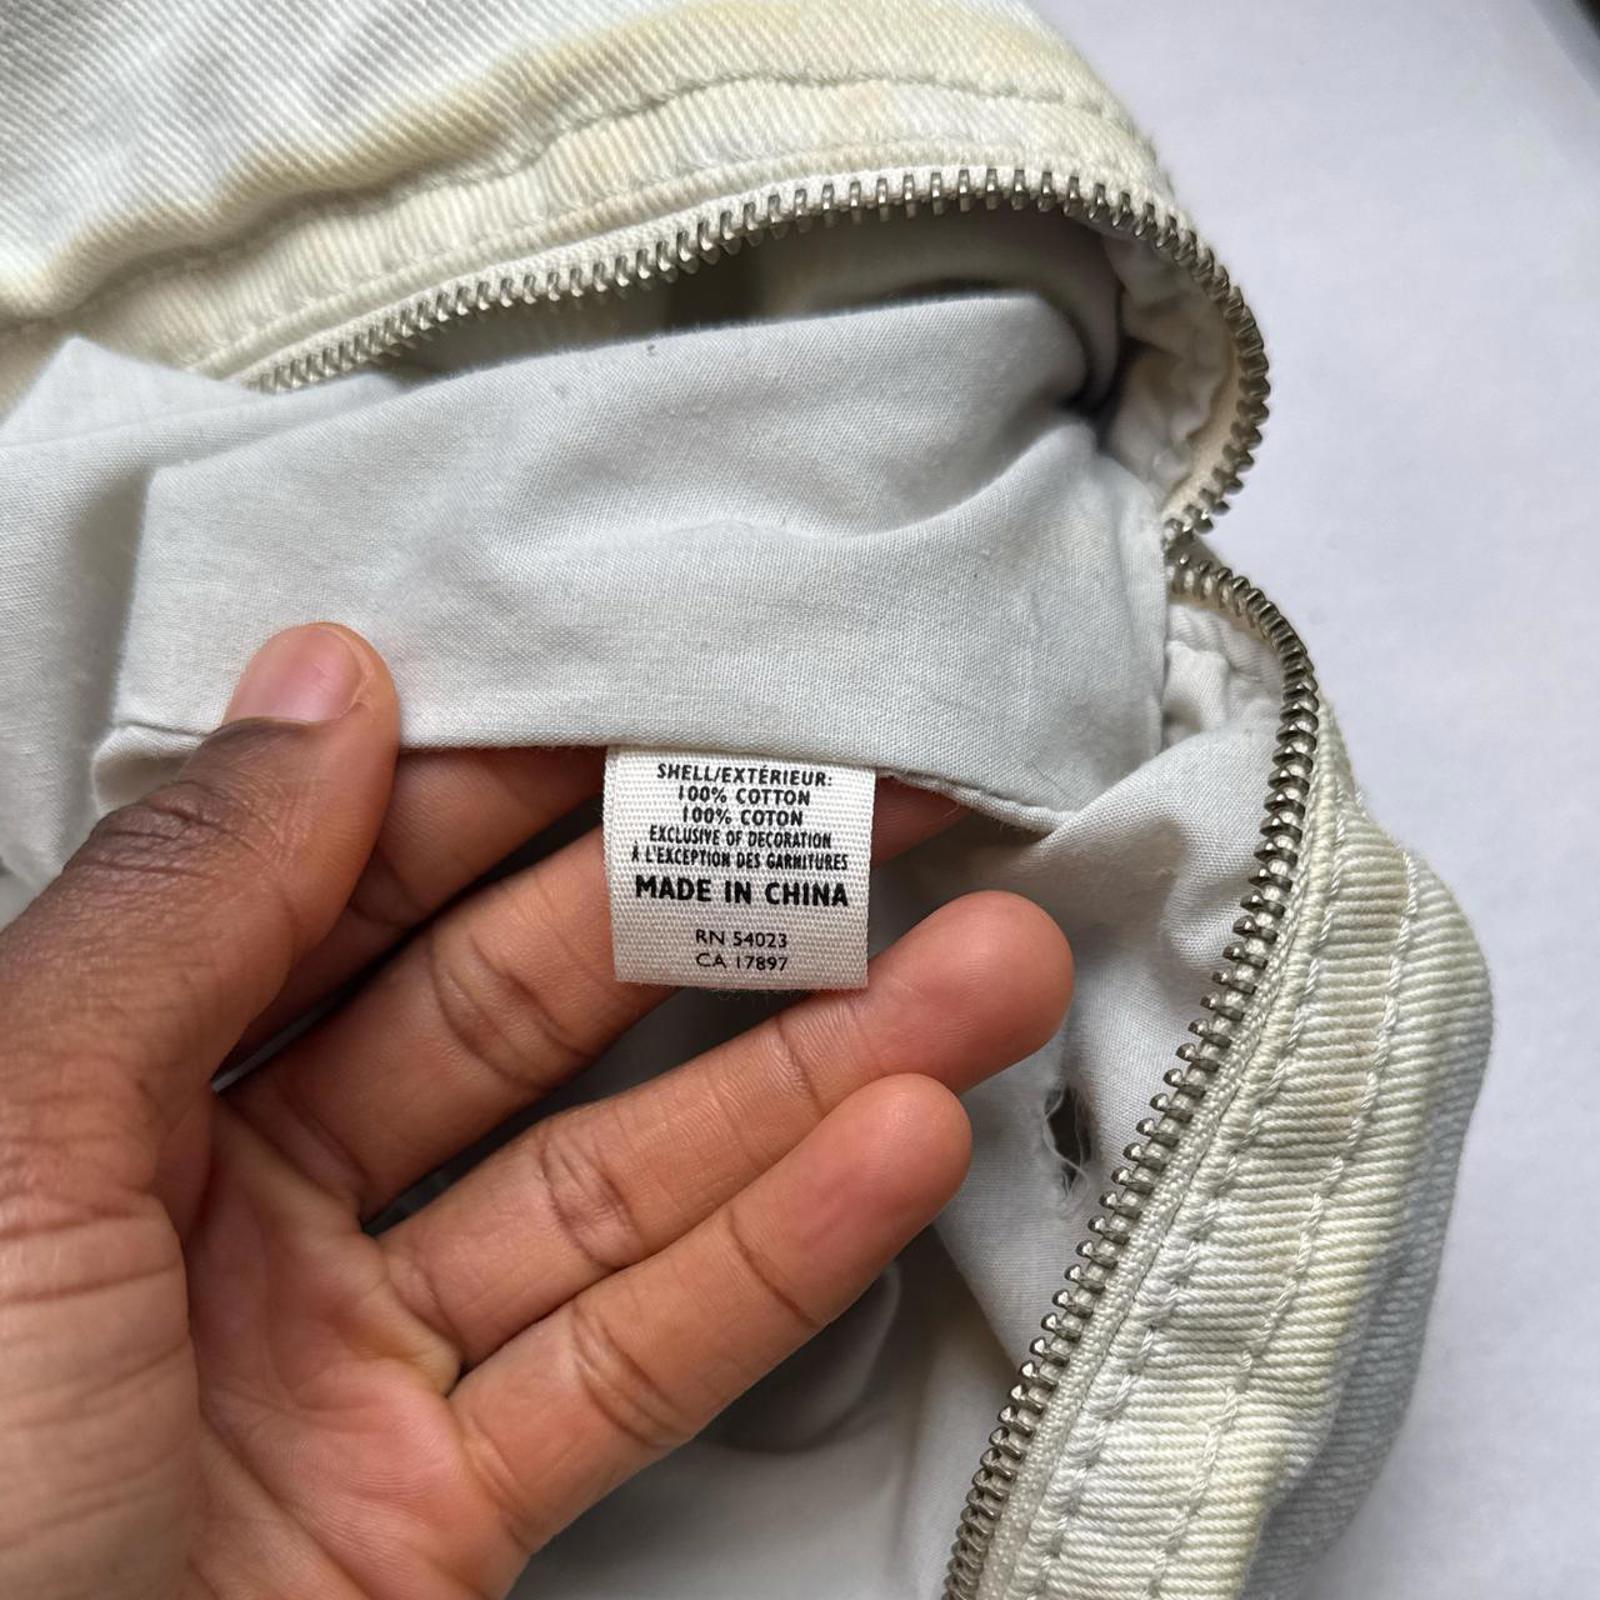 SHELL/EXTÉRIEUR:
100% COTTON
100% COTON
EXCLUSIVE OF DECORATION
À L'EXCEPTION DES GARNITURES
MADE IN CHINA
RN 54023
CA 17897